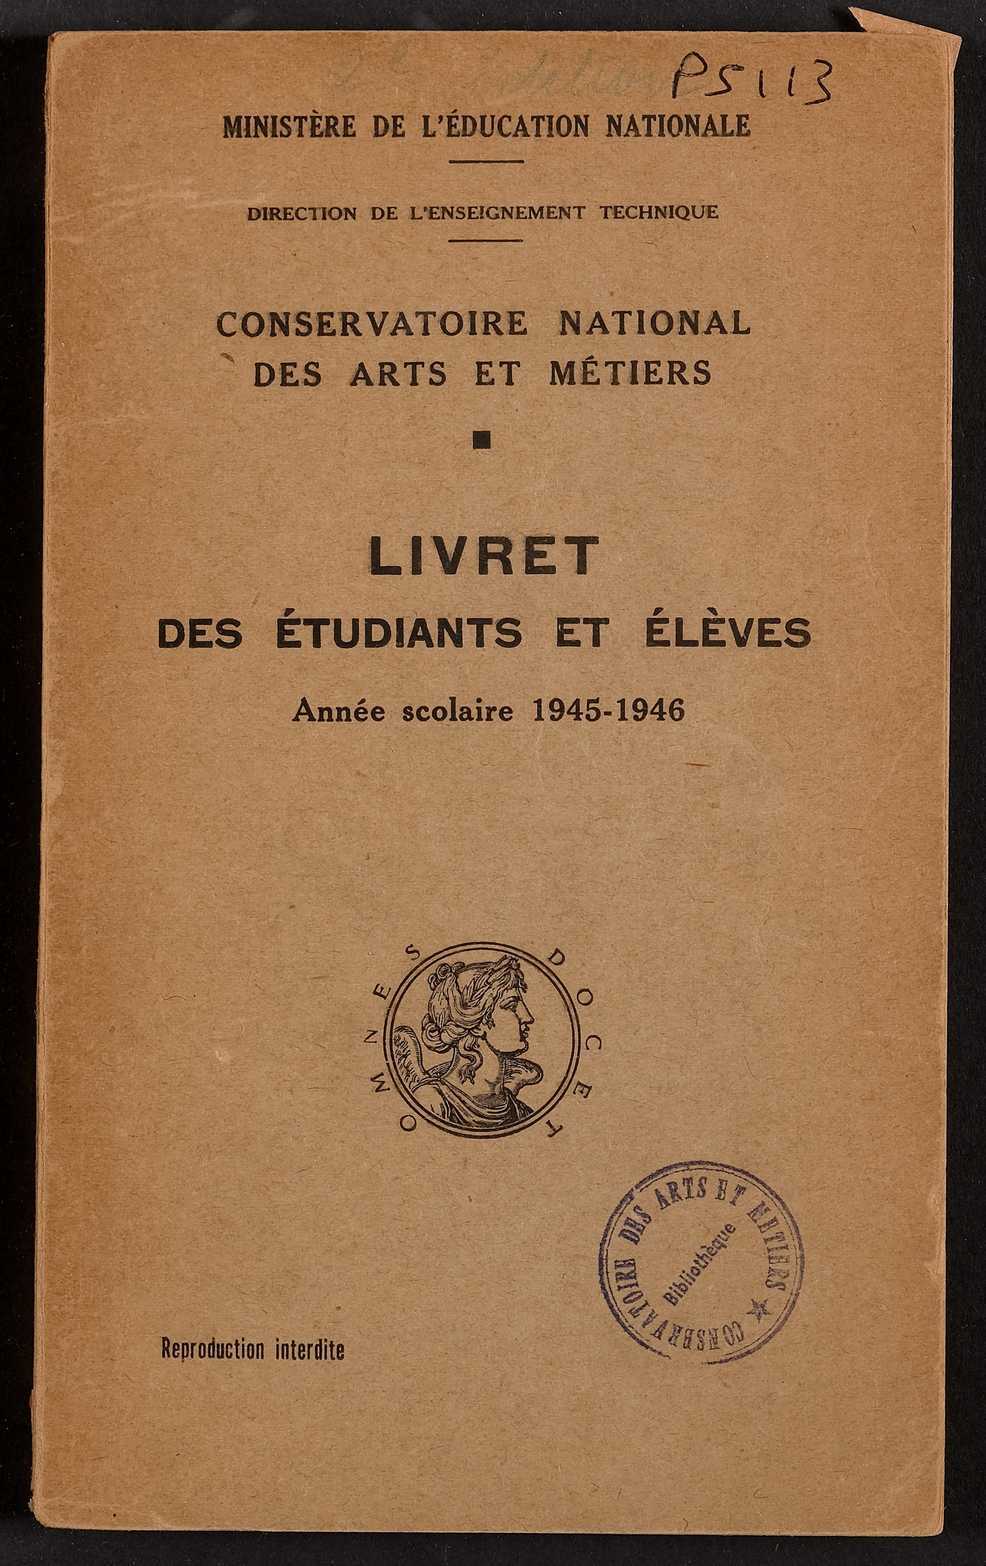 PS113
MINISTÈRE DE L'ÉDUCATION NATIONALE
DIRECTION DE L'ENSEIGNEMENT TECHNIQUE
CONSERVATOIRE NATIONAL
DES ARTS ET MÉTIERS
LIVRET
DES ÉTUDIANTS ET ÉLÈVES
Année scolaire 1945-1946
OMNES DOCET
CONSERVATOIRE DES ARTS ET METIERS
Bibliothèque
Reproduction interdite